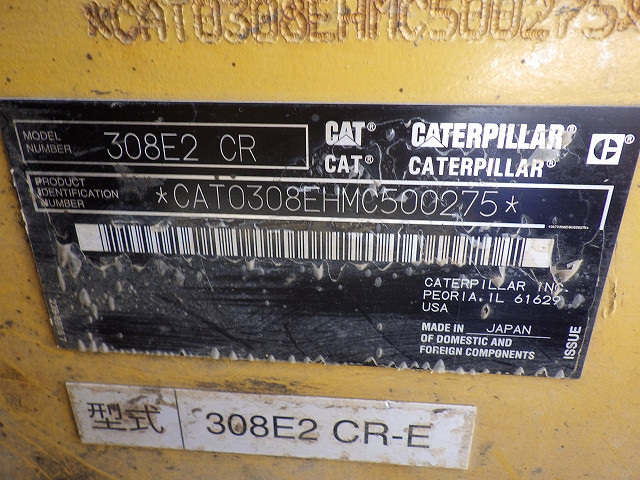 *CAT0308EHMC500275*
MODEL NUMBER 308E2 CR
CAT® CATERPILLAR®
CAT® CATERPILLAR®
PRODUCT IDENTIFICATION NUMBER *CAT0308EHMC500275*
CATERPILLAR INC.
PEORIA, IL 61629
USA
MADE IN JAPAN
OF DOMESTIC AND
FOREIGN COMPONENTS
ISSUE
型式 308E2 CR-E